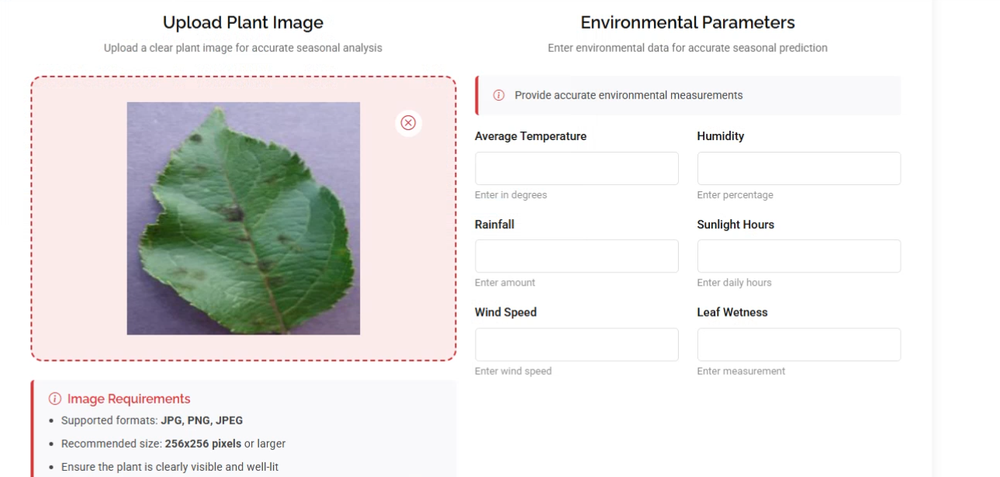 Upload Plant Image
Upload a clear plant image for accurate seasonal analysis
Image Requirements
Supported formats: JPG, PNG, JPEG
Recommended size: 256x256 pixels or larger
Ensure the plant is clearly visible and well-lit
Environmental Parameters
Enter environmental data for accurate seasonal prediction
Provide accurate environmental measurements
Average Temperature
Enter in degrees
Humidity
Enter percentage
Rainfall
Enter amount
Sunlight Hours
Enter daily hours
Wind Speed
Enter wind speed
Leaf Wetness
Enter measurement